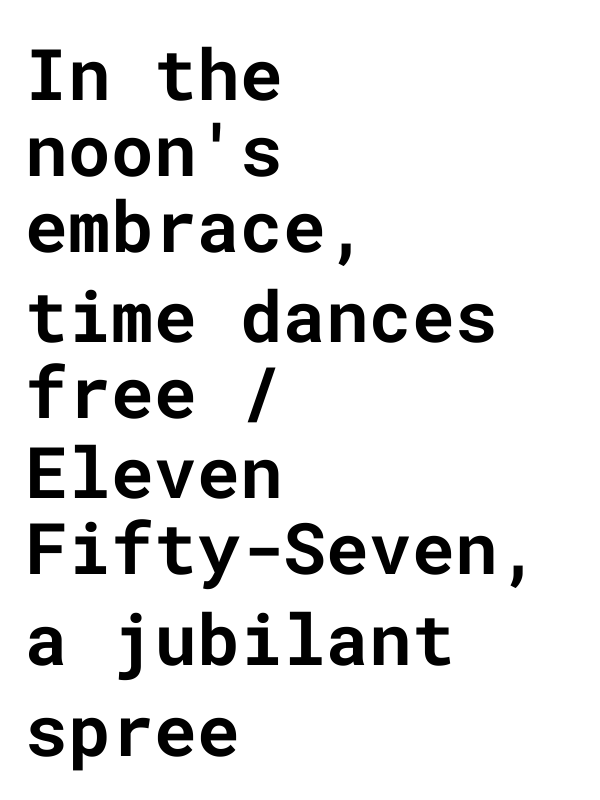 In the
noon's
embrace,
time dances
free /
Eleven
Fifty-Seven,
a jubilant
spree